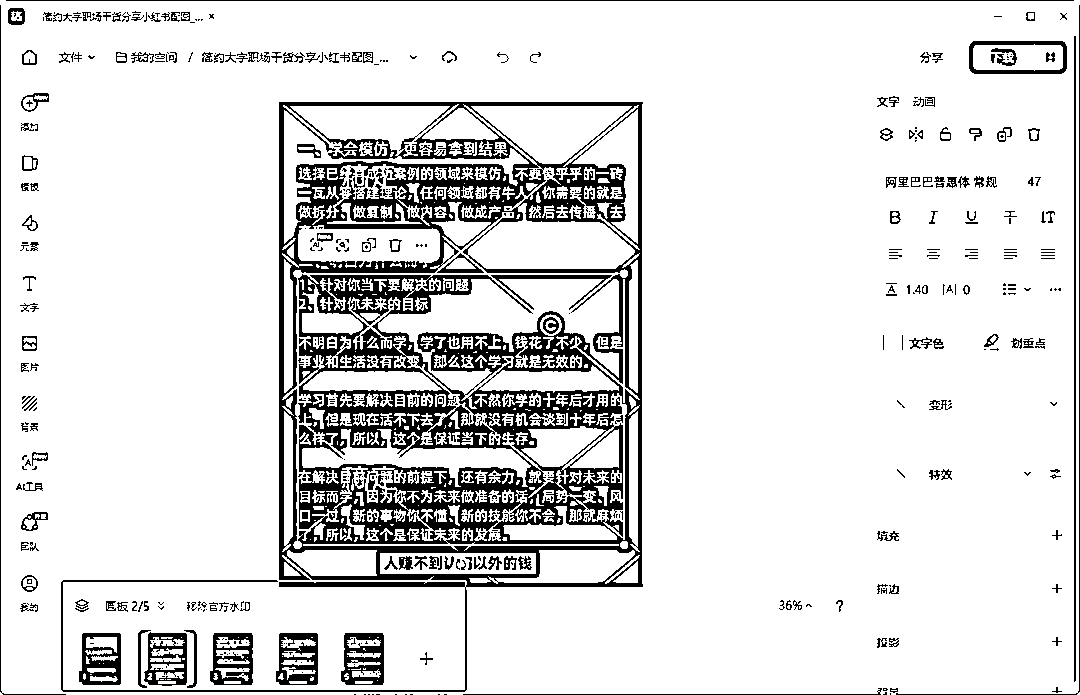 简约大字职场干货分享小红书配图_... ×
文件
我的空间 / 简约大字职场干货分享小红书配图_...
分享
下载
添加
模板
元素
文字
图片
背景
AI工具
团队
我的
一、学会模仿，更容易拿到结果
选择已经有成功案例的领域来模仿，不要傻乎乎的一砖
一瓦从零搭建理论，任何领域都有牛人，你需要的就是
做拆分、做复制、做内容、做成产品，然后去传播、去
1、针对你当下要解决的问题
2、针对你未来的目标
不明白为什么而学，学了也用不上，钱花了不少，但是
事业和生活没有改变，那么这个学习就是无效的。
学习首先要解决目前的问题，不然你学的十年后才用的
上，但是现在活不下去了，那就没有机会谈到十年后怎
么样了，所以，这个是保证当下的生存。
在解决目前问题的前提下，还有余力，就要针对未来的
目标而学，因为你不为未来做准备的话，局势一变、风
口一过，新的事物你不懂、新的技能你不会，那就麻烦
了，所以，这个是保证未来的发展。
人赚不到认知以外的钱
画板 2/5
移除官方水印
1
2
3
4
5
36%
?
文字 动画
阿里巴巴普惠体 常规 47
B I U T IT
1.40 |A| 0
文字色
划重点
变形
特效
填充
描边
投影